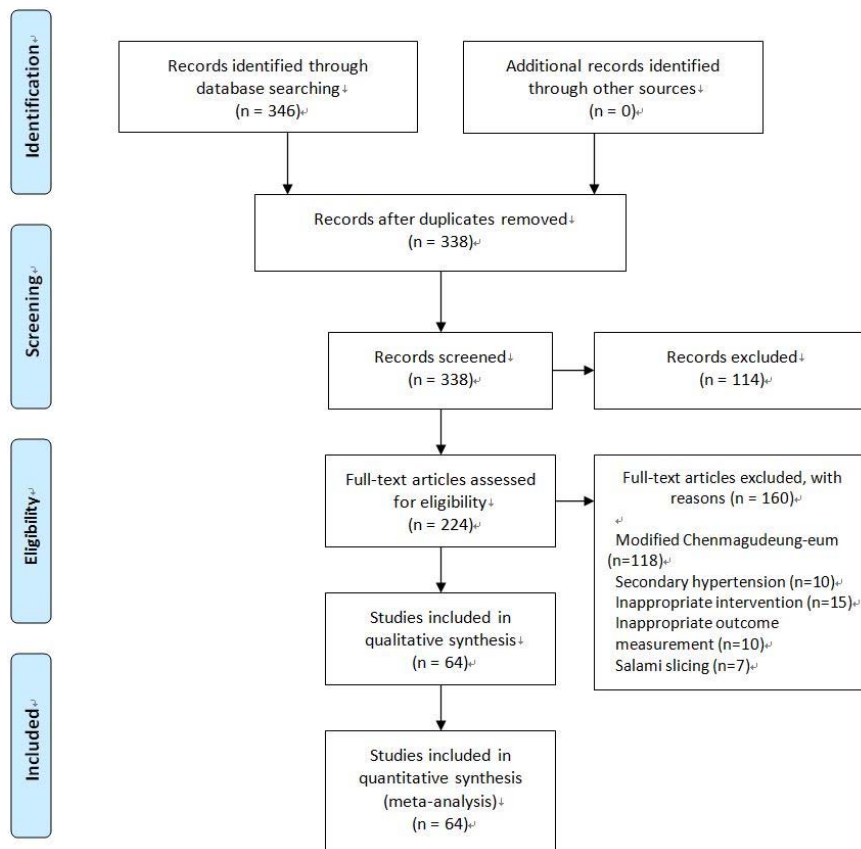 Identification↵
Records identified through
database searching↓
(n = 346)↵
Additional records identified
through other sources↓
(n = 0)↵
Screening↵
Records after duplicates removed↓
(n = 338)↵
Records screened↓
(n = 338)↵
Records excluded↓
(n = 114)↵
Eligibility↵
Full-text articles assessed
for eligibility↓
(n = 224)↵
Full-text articles excluded, with
reasons (n = 160)↵
↵
Modified Chenmagudeung-eum
(n=118)↵
Secondary hypertension (n=10)↵
Inappropriate intervention (n=15)↵
Inappropriate outcome
measurement (n=10)↵
Salami slicing (n=7)↵
Studies included in
qualitative synthesis↓
(n = 64)↵
Included↵
Studies included in
quantitative synthesis
(meta-analysis)↓
(n = 64)↵